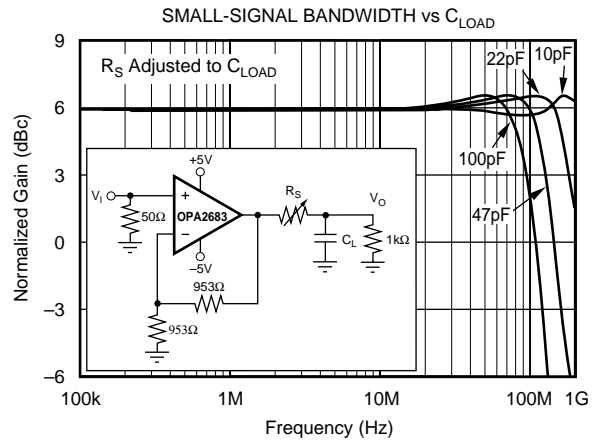 SMALL-SIGNAL BANDWIDTH vs CLOAD
9
6
3
0
–3
–6
Normalized Gain (dBc)
RS Adjusted to CLOAD
22pF
10pF
100pF
47pF
+5V
VI
+
OPA2683
–
50Ω
–5V
RS
VO
CL
1kΩ
953Ω
953Ω
100k
1M
10M
100M
1G
Frequency (Hz)